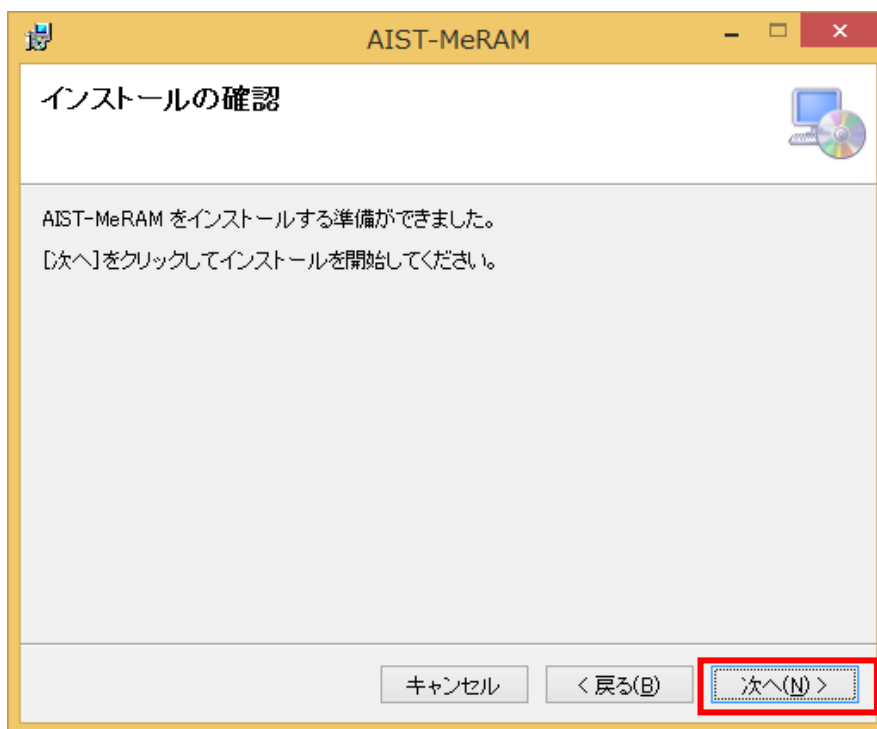 AIST-MeRAM
インストールの確認
AIST-MeRAM をインストールする準備ができました。
[次へ]をクリックしてインストールを開始してください。
キャンセル
< 戻る(B)
次へ(N) >